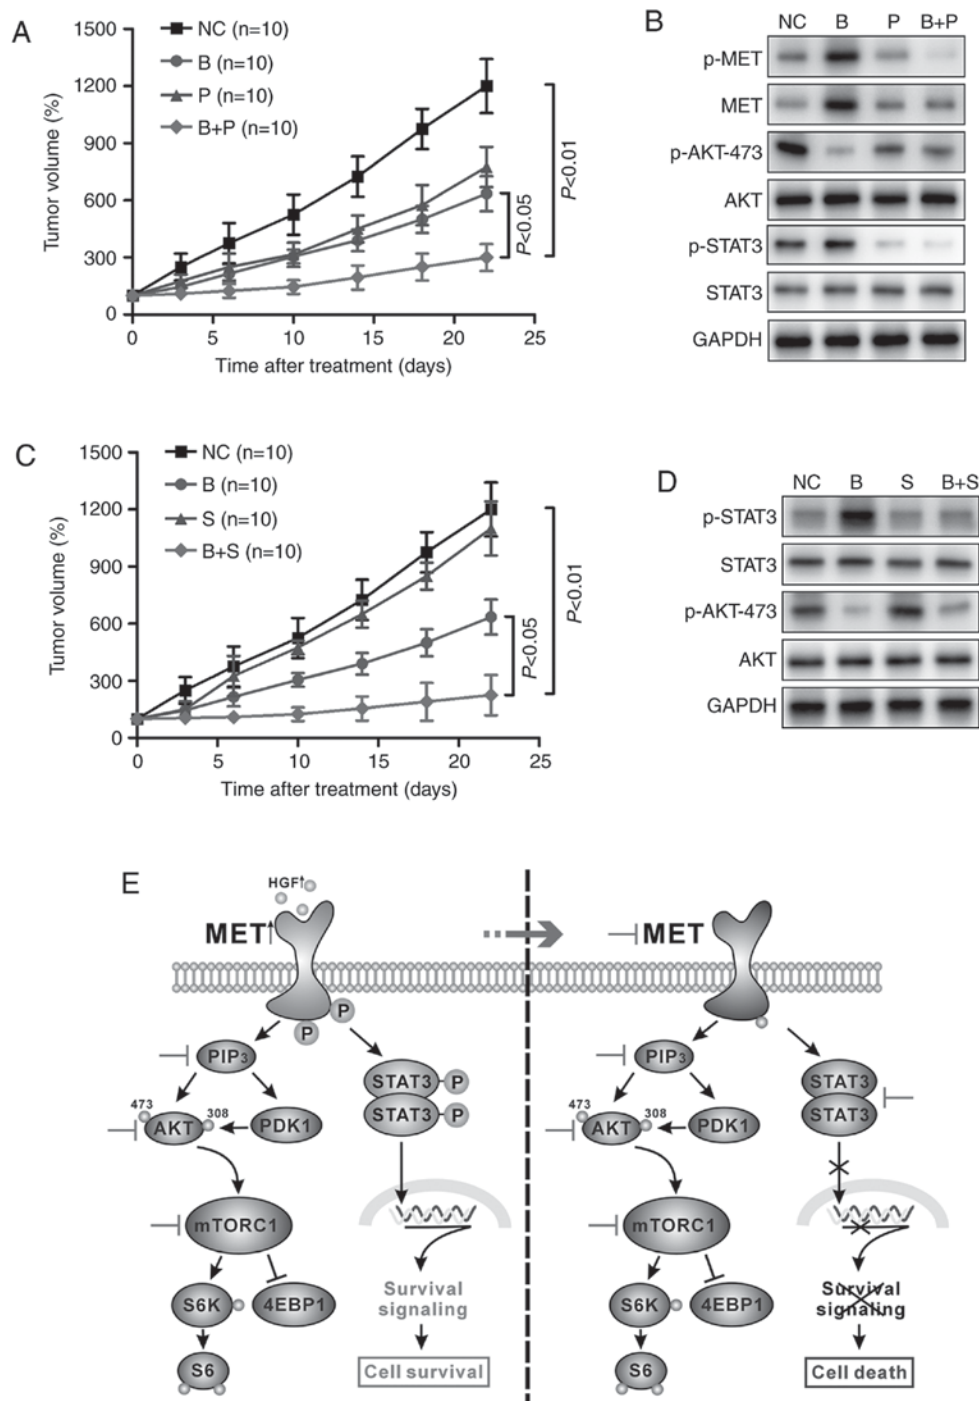 A
NC (n=10)
B (n=10)
P (n=10)
B+P (n=10)
Tumor volume (%)
1500
1200
900
600
300
0
0 5 10 15 20 25
Time after treatment (days)
P<0.05
P<0.01
B
NC B P B+P
p-MET
MET
p-AKT-473
AKT
p-STAT3
STAT3
GAPDH
C
NC (n=10)
B (n=10)
S (n=10)
B+S (n=10)
Tumor volume (%)
1500
1200
900
600
300
0
0 5 10 15 20 25
Time after treatment (days)
P<0.05
P<0.01
D
NC B S B+S
p-STAT3
STAT3
p-AKT-473
AKT
GAPDH
E
HGF
MET
P
P
PIP3
STAT3 P
STAT3 P
473
308
AKT
PDK1
mTORC1
S6K
4EBP1
S6
Survival
signaling
Cell survival
MET
PIP3
STAT3
STAT3
473
308
AKT
PDK1
mTORC1
S6K
4EBP1
S6
Survival
signaling
Cell death